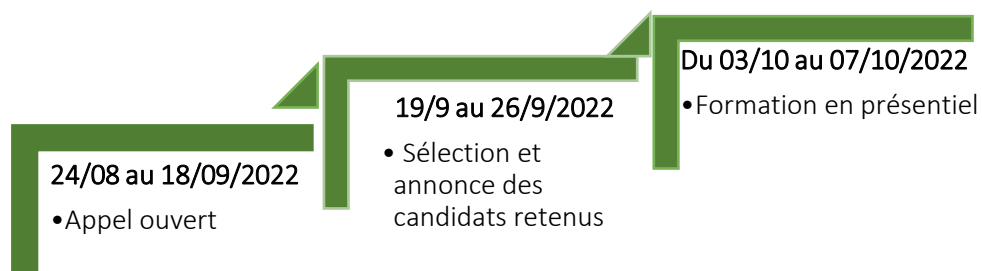 24/08 au 18/09/2022
•Appel ouvert
19/9 au 26/9/2022
• Sélection et
annonce des
candidats retenus
Du 03/10 au 07/10/2022
•Formation en présentiel